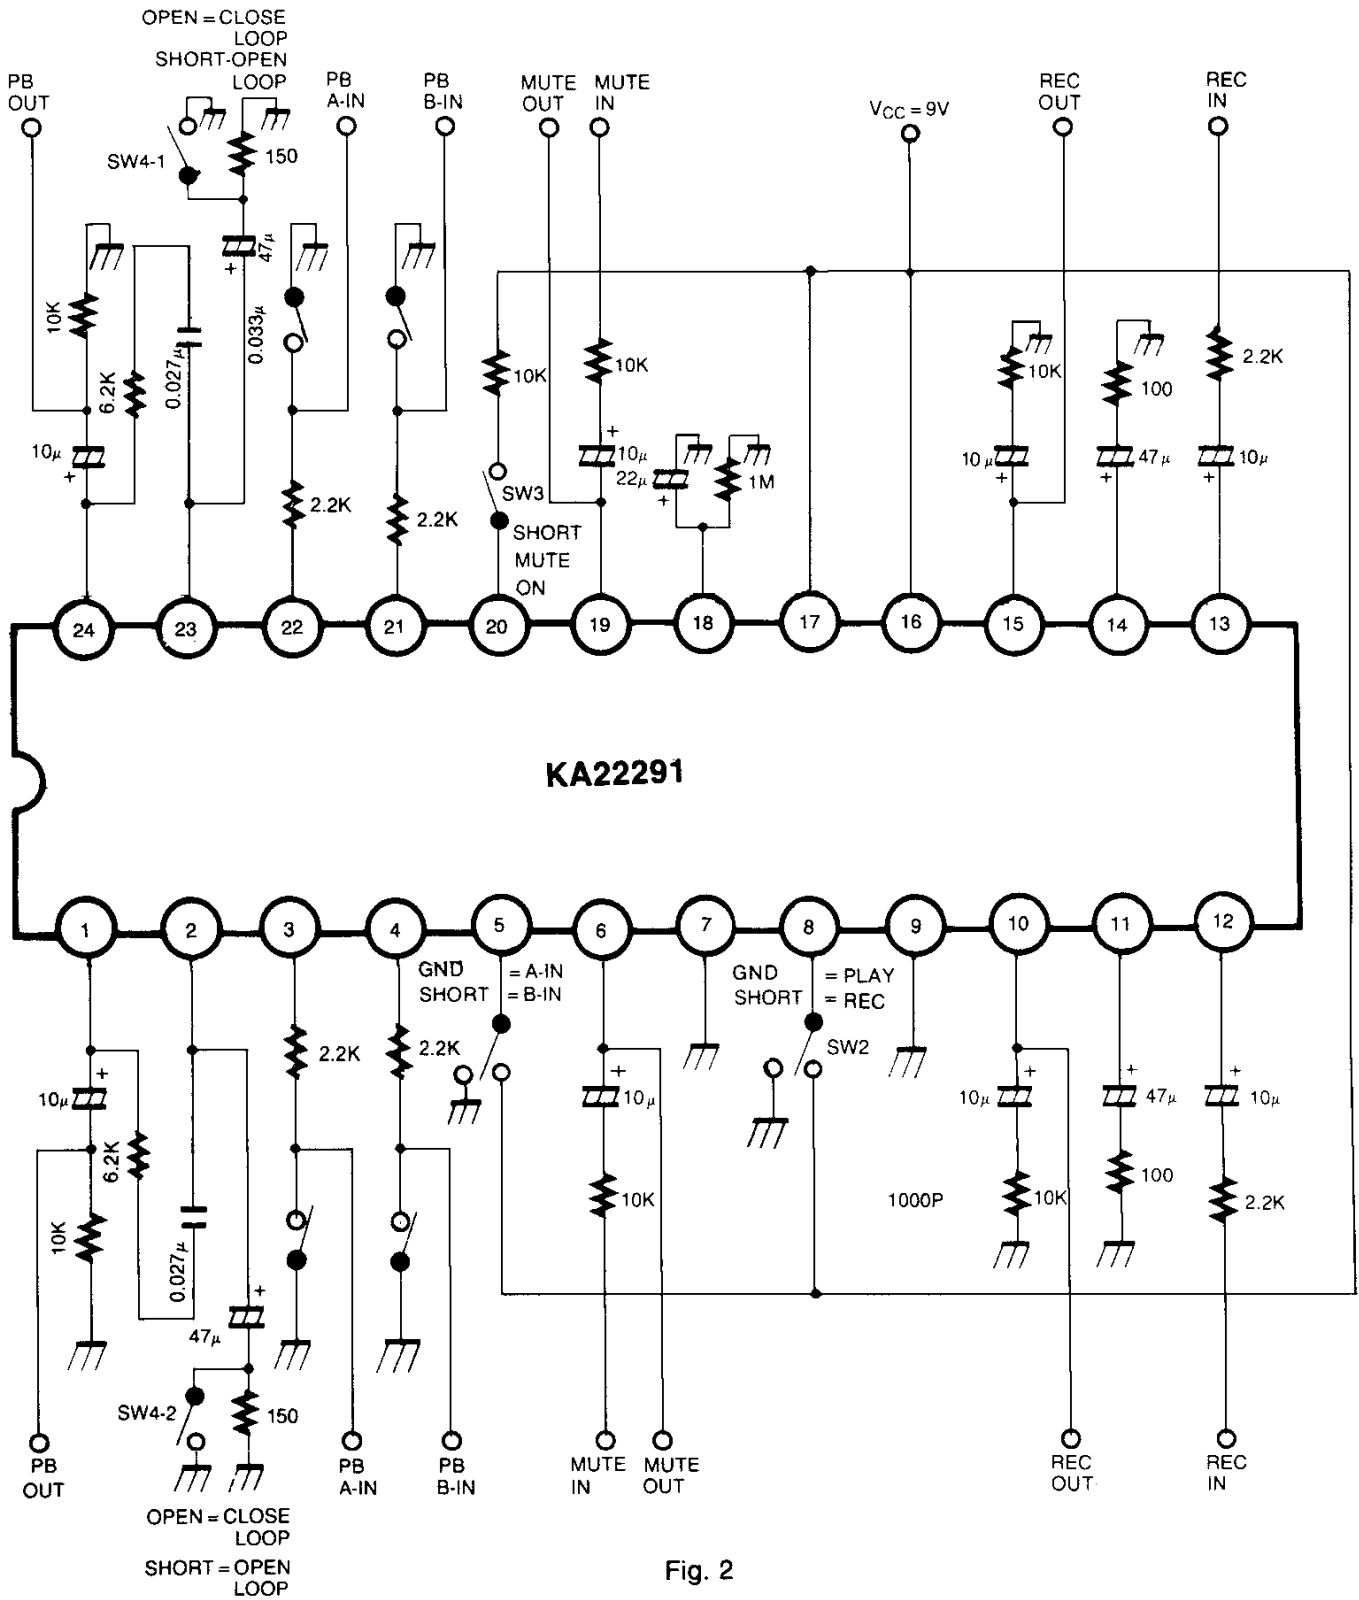 OPEN = CLOSE
LOOP
SHORT-OPEN
LOOP
PB
OUT
PB
A-IN
PB
B-IN
MUTE
OUT
MUTE
IN
VCC = 9V
REC
OUT
REC
IN
SW4-1
150
47μ
10K
6.2K
0.027μ
0.033μ
10μ
+
+
2.2K
2.2K
10K
SW3
SHORT
MUTE
ON
10K
+
10μ
22μ
+
1M
10K
10μ
+
100
47μ
+
2.2K
10μ
+
24
23
22
21
20
19
18
17
16
15
14
13
KA22291
1
2
3
4
5
6
7
8
9
10
11
12
GND = A-IN
SHORT = B-IN
GND = PLAY
SHORT = REC
SW2
2.2K
2.2K
10μ
+
6.2K
10K
0.027μ
47μ
+
SW4-2
150
10μ
+
10K
1000P
10μ
+
10K
47μ
+
100
10μ
+
2.2K
PB
OUT
PB
A-IN
PB
B-IN
MUTE
IN
MUTE
OUT
REC
OUT
REC
IN
OPEN = CLOSE
LOOP
SHORT = OPEN
LOOP
Fig. 2